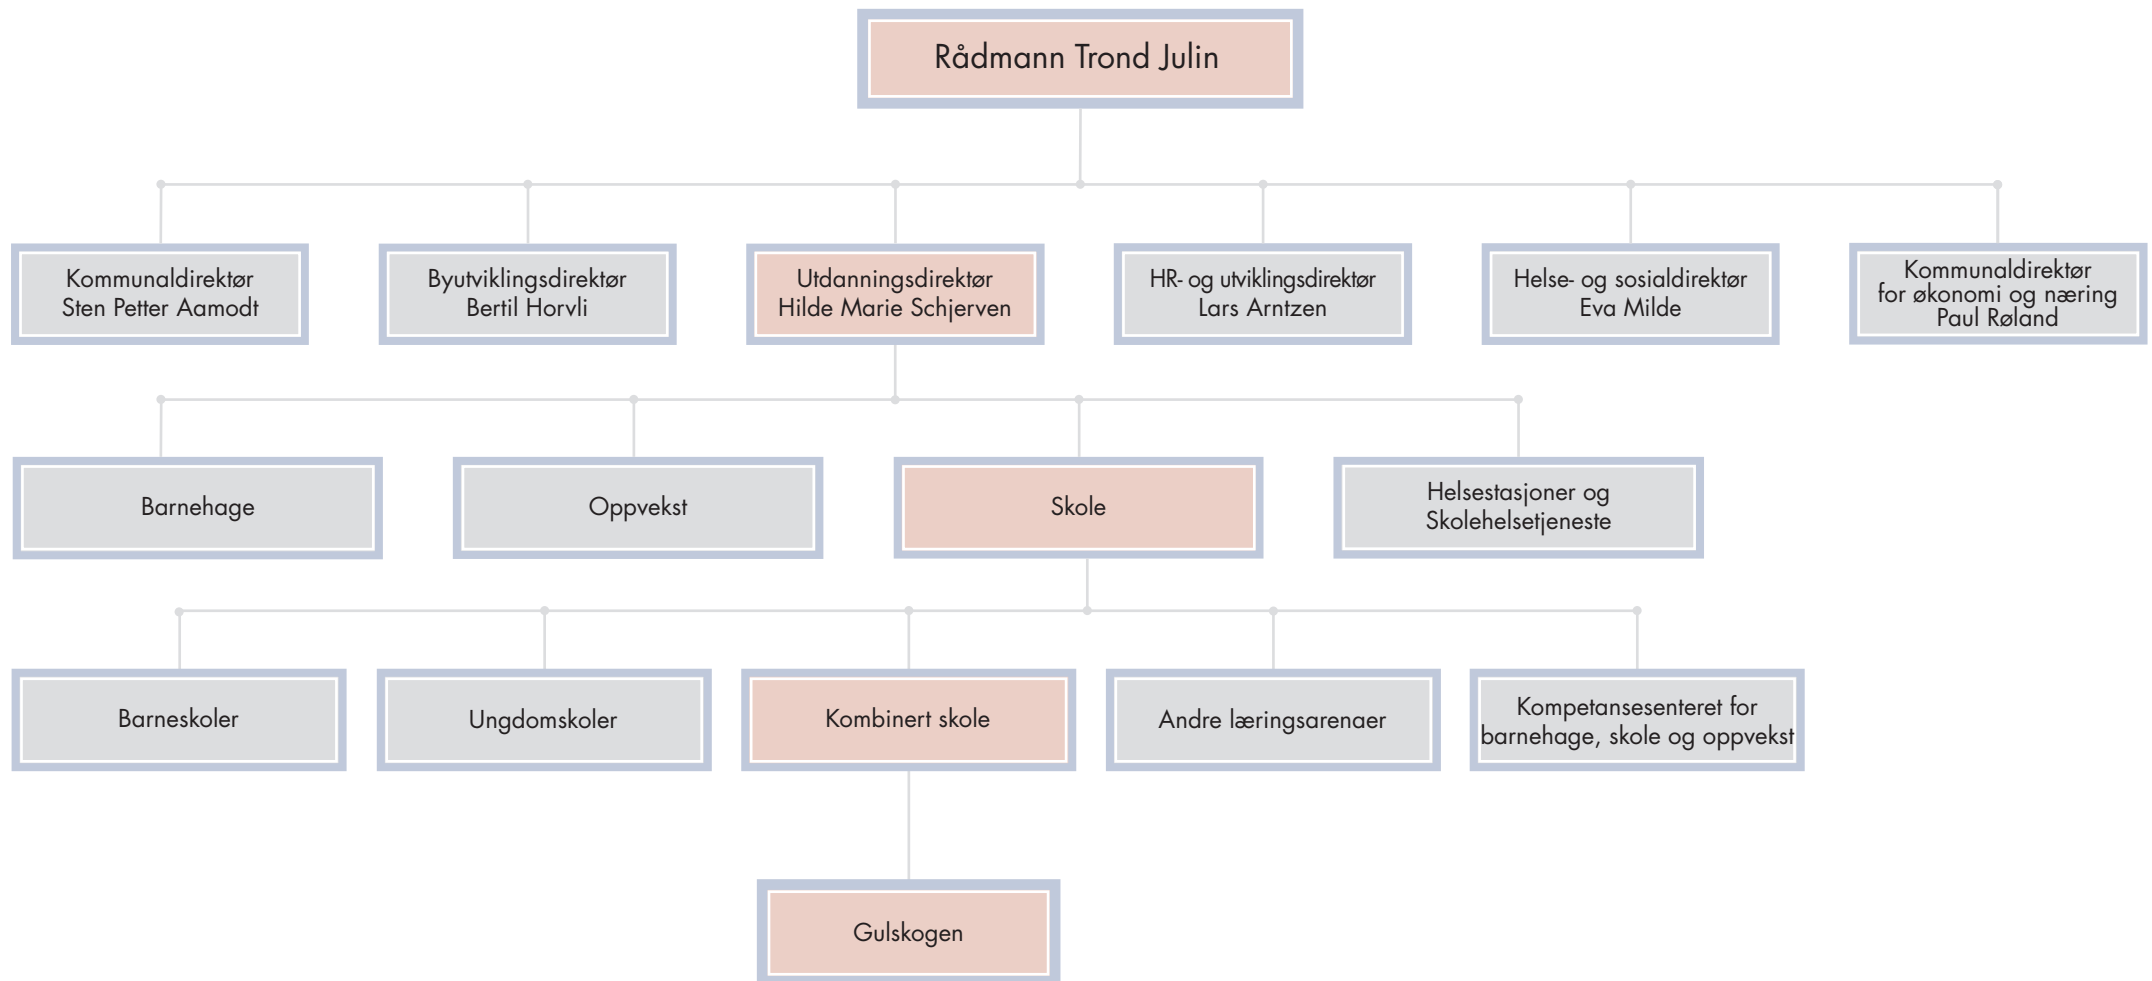 Rådmann Trond Julin
Kommunaldirektør
Sten Petter Aamodt
Byutviklingsdirektør
Bertil Horvli
Utdanningsdirektør
Hilde Marie Schjerven
HR- og utviklingsdirektør
Lars Arntzen
Helse- og sosialdirektør
Eva Milde
Kommunaldirektør
for økonomi og næring
Paul Røland
Barnehage
Oppvekst
Skole
Helsestasjoner og
Skolehelsetjeneste
Barneskoler
Ungdomskoler
Kombinert skole
Andre læringsarenaer
Kompetansesenteret for
barnehage, skole og oppvekst
Gulskogen